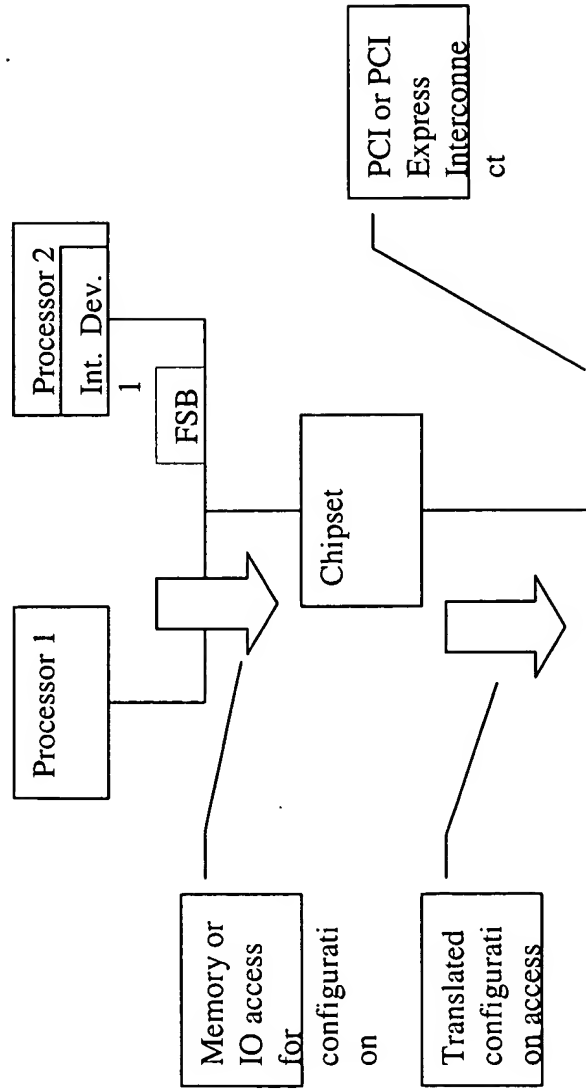 Processor 1
Processor 2
Int. Dev.
1
FSB
Memory or
IO access
for
configurati
on
Chipset
PCI or PCI
Express
Interconne
ct
Translated
configurati
on access